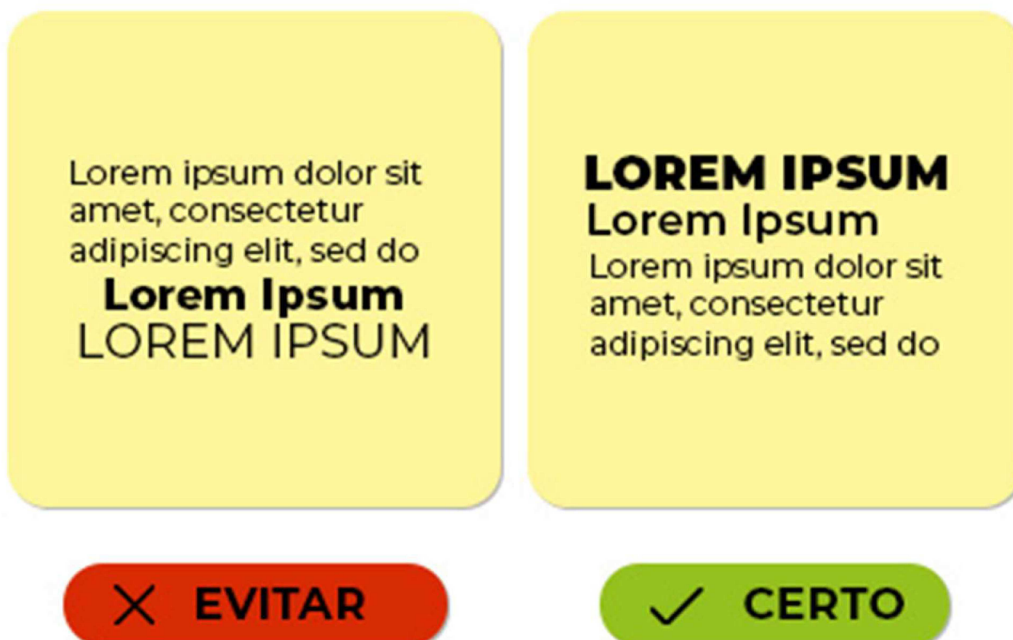 Lorem ipsum dolor sit
amet, consectetur
adipiscing elit, sed do
Lorem Ipsum
LOREM IPSUM
EVITAR
LOREM IPSUM
Lorem Ipsum
Lorem ipsum dolor sit
amet, consectetur
adipiscing elit, sed do
CERTO